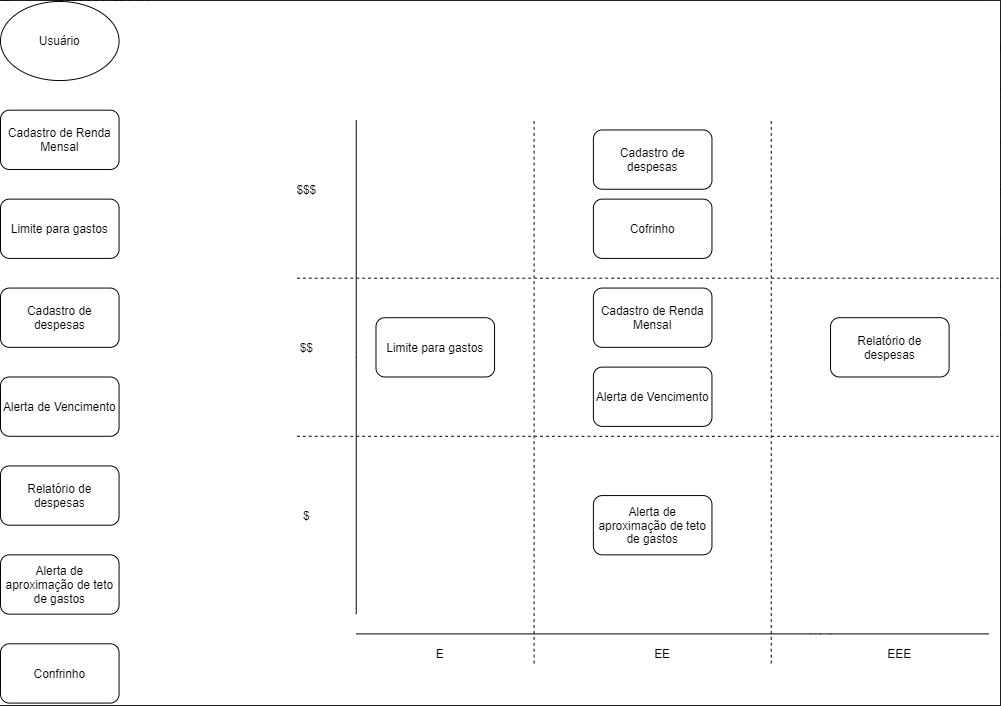 Usuário
Cadastro de Renda
Mensal
Limite para gastos
Cadastro de
despesas
Alerta de Vencimento
Relatório de
despesas
Alerta de
aproximação de teto
de gastos
Confrinho
$$$
Cadastro de
despesas
Cofrinho
$$
Limite para gastos
Cadastro de Renda
Mensal
Alerta de Vencimento
Relatório de
despesas
$
Alerta de
aproximação de teto
de gastos
E
EE
EEE